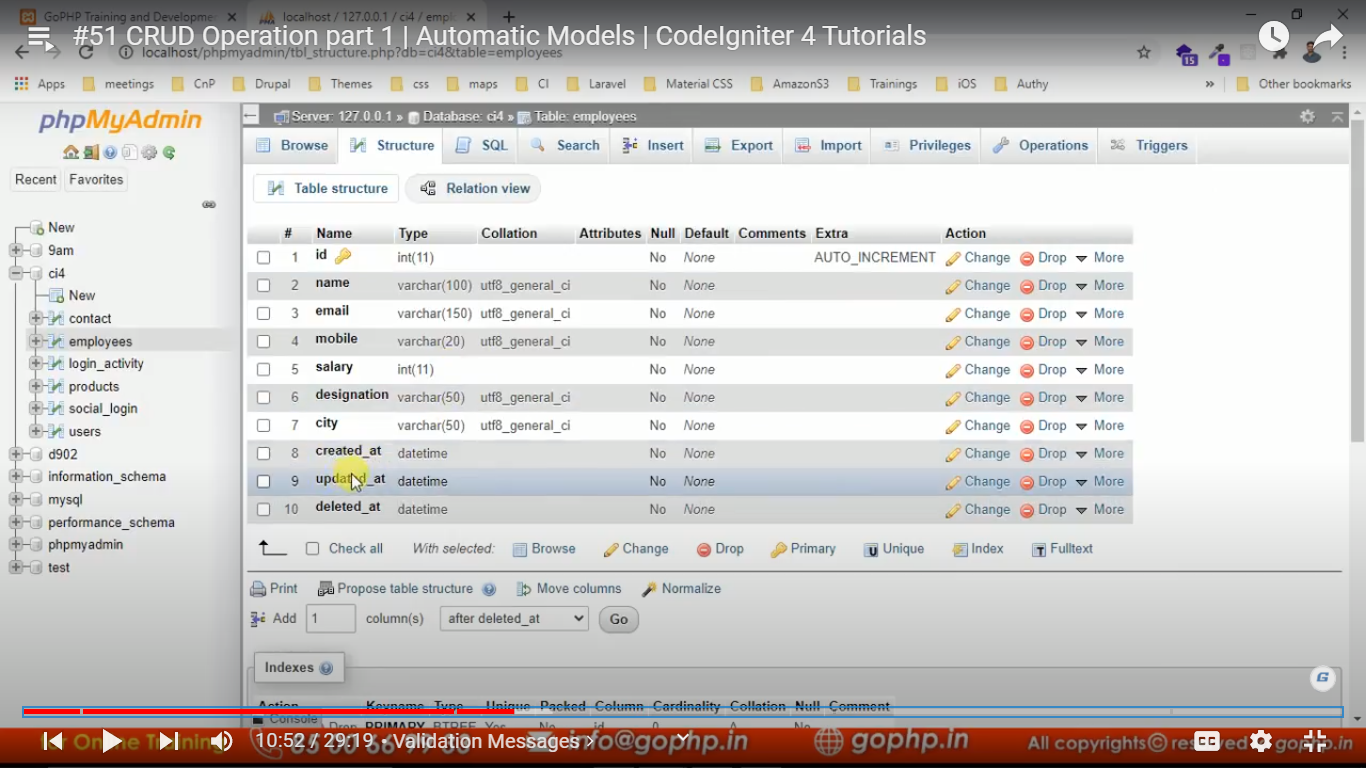 GoPHP Training and Developme
localhost / 127.0.0.1 / ci4 / empl
#51 CRUD Operation part 1 | Automatic Models | CodeIgniter 4 Tutorials
localhost/phpmyadmin/tbl_structure.php?db=ci4&table=employees
15
Apps meetings CnP Drupal Themes css maps CI Laravel Material CSS AmazonS3 Trainings iOS Authy » Other bookmarks
phpMyAdmin
Server: 127.0.0.1 » Database: ci4 » Table: employees
Browse Structure SQL Search Insert Export Import Privileges Operations Triggers
Recent Favorites
Table structure Relation view
New
9am
ci4
New
contact
employees
login_activity
products
social_login
users
d902
information_schema
mysql
performance_schema
phpmyadmin
test
# Name Type Collation Attributes Null Default Comments Extra Action
1 id int(11) No None AUTO_INCREMENT Change Drop More
2 name varchar(100) utf8_general_ci No None Change Drop More
3 email varchar(150) utf8_general_ci No None Change Drop More
4 mobile varchar(20) utf8_general_ci No None Change Drop More
5 salary int(11) No None Change Drop More
6 designation varchar(50) utf8_general_ci No None Change Drop More
7 city varchar(50) utf8_general_ci No None Change Drop More
8 created_at datetime No None Change Drop More
9 updated_at datetime No None Change Drop More
10 deleted_at datetime No None Change Drop More
Check all With selected: Browse Change Drop Primary Unique Index Fulltext
Print Propose table structure Move columns Normalize
Add 1 column(s) after deleted_at Go
Indexes
G
Action Keyname Type Unique Packed Column Cardinality Collation Null Comment
Console Drop PRIMARY BTREE Yes No id 0 A No
for Online Training info@gophp.in gophp.in All copyrights© gophp.in
10:52 / 29:19 • Validation Messages >
CC